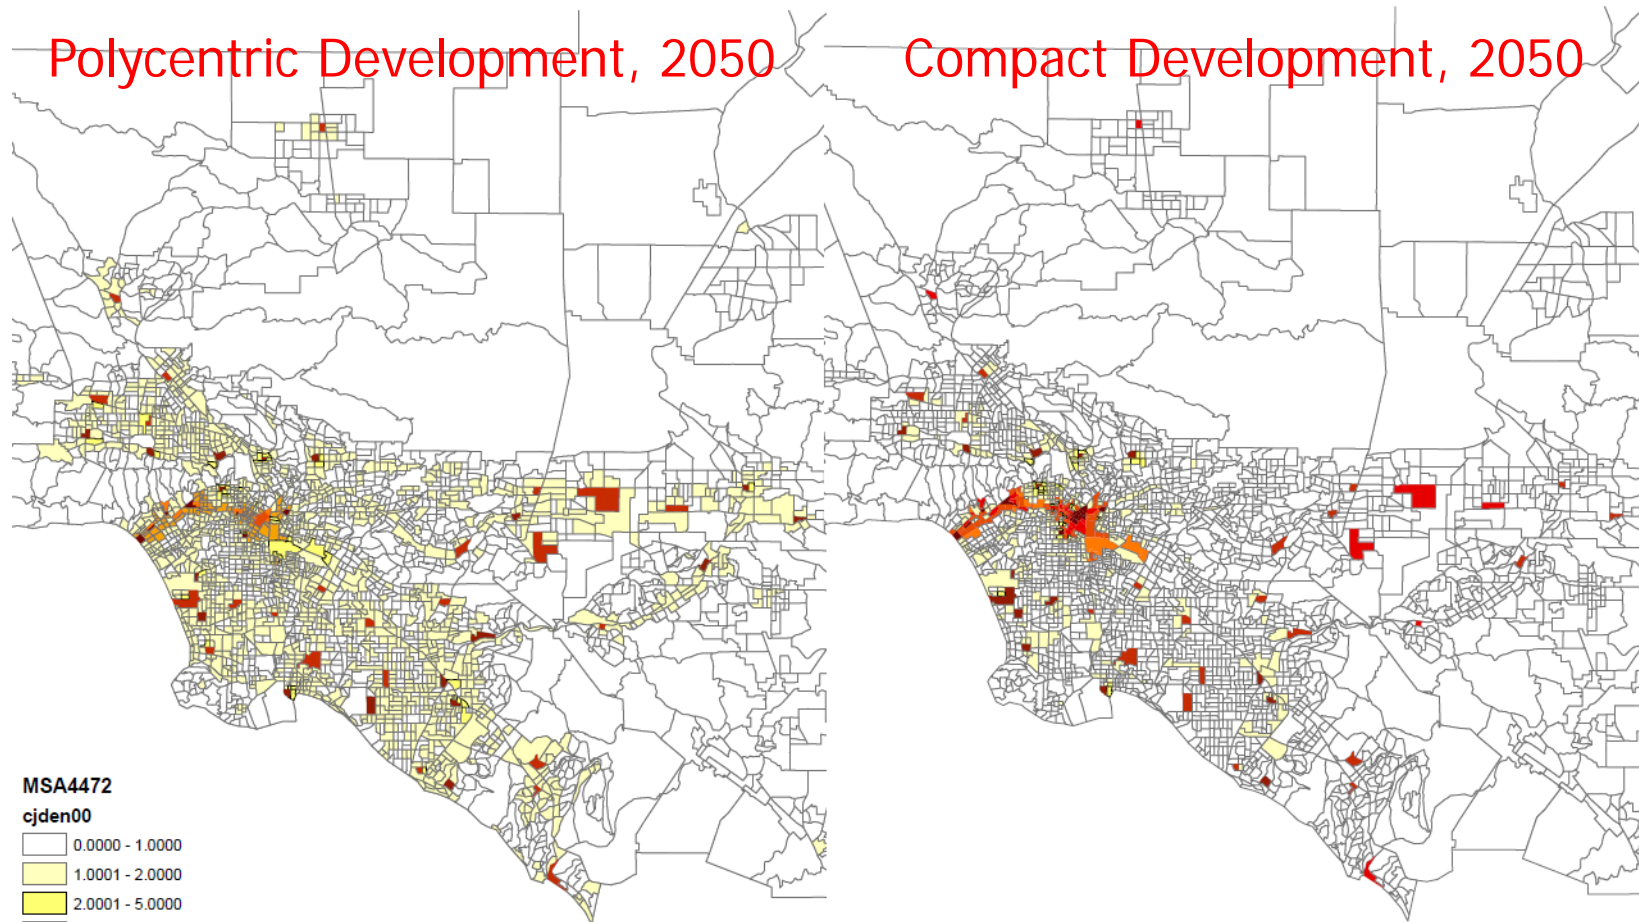 Polycentric Development, 2050
Compact Development, 2050
MSA4472
cjden00
0.0000 - 1.0000
1.0001 - 2.0000
2.0001 - 5.0000